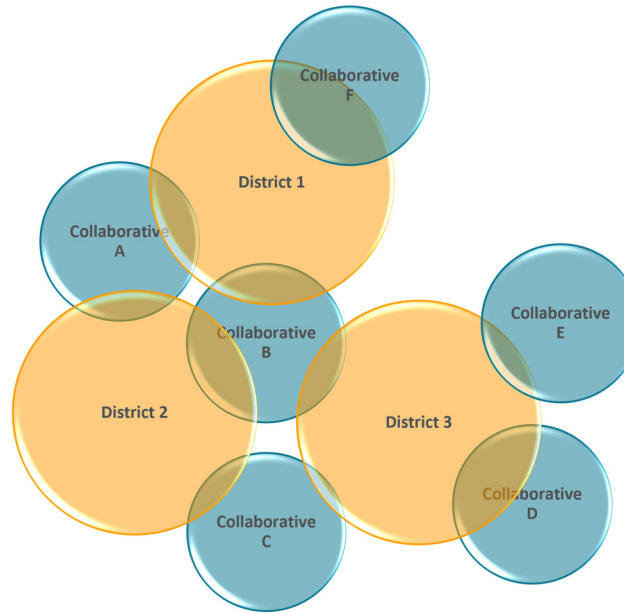 Collaborative
F
District 1
Collaborative
A
Collaborative
E
Collaborative
B
District 2
District 3
Collaborative
D
Collaborative
C